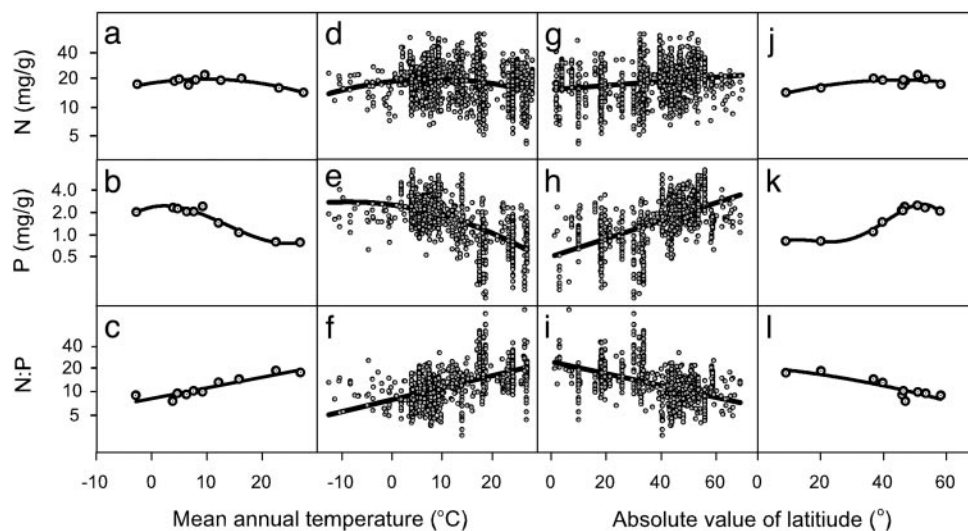 a
d
g
j
N (mg/g)
40
20
10
5
b
e
h
k
P (mg/g)
4.0
2.0
1.0
0.5
c
f
i
l
N:P
40
20
10
5
-10 0 10 20 -10 0 10 20 0 20 40 60 0 20 40 60
Mean annual temperature (°C)
Absolute value of latitiude (°)